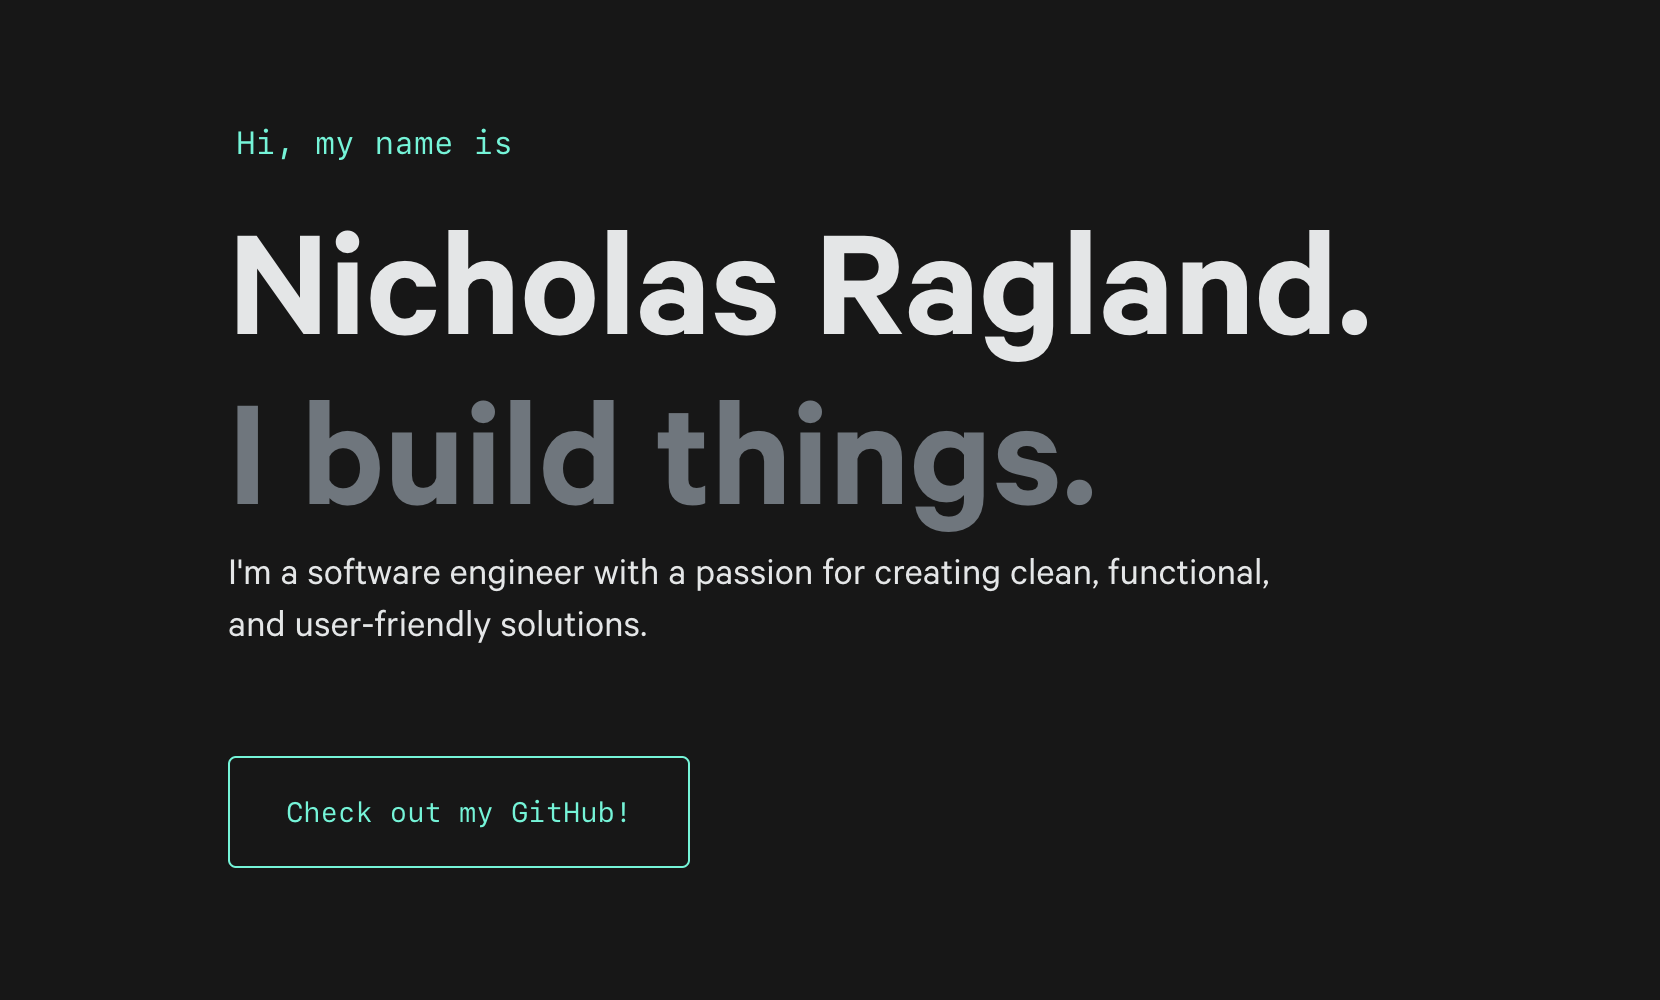 Hi, my name is
Nicholas Ragland.
I build things.
I'm a software engineer with a passion for creating clean, functional,
and user-friendly solutions.
Check out my GitHub!